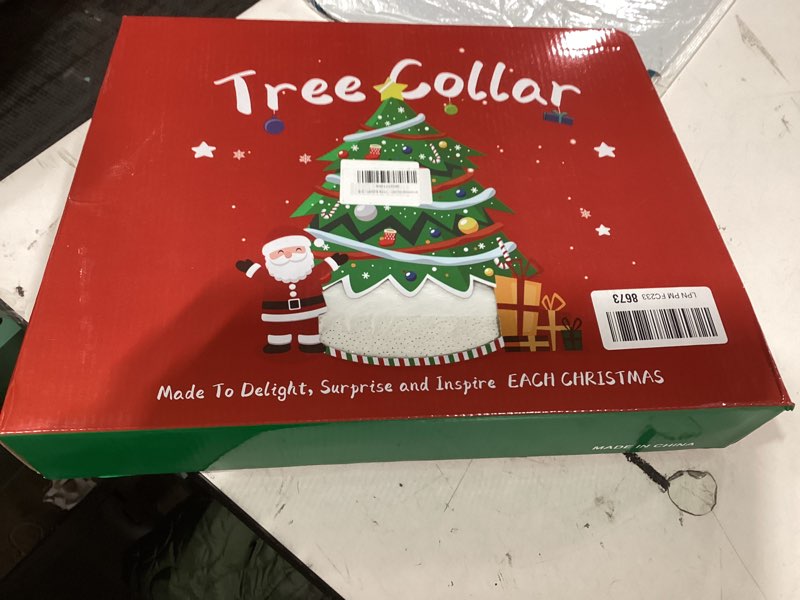 Tree Collar
LPN PM FC233 8673
Made To Delight, Surprise and Inspire EACH CHRISTMAS
MADE IN CHINA